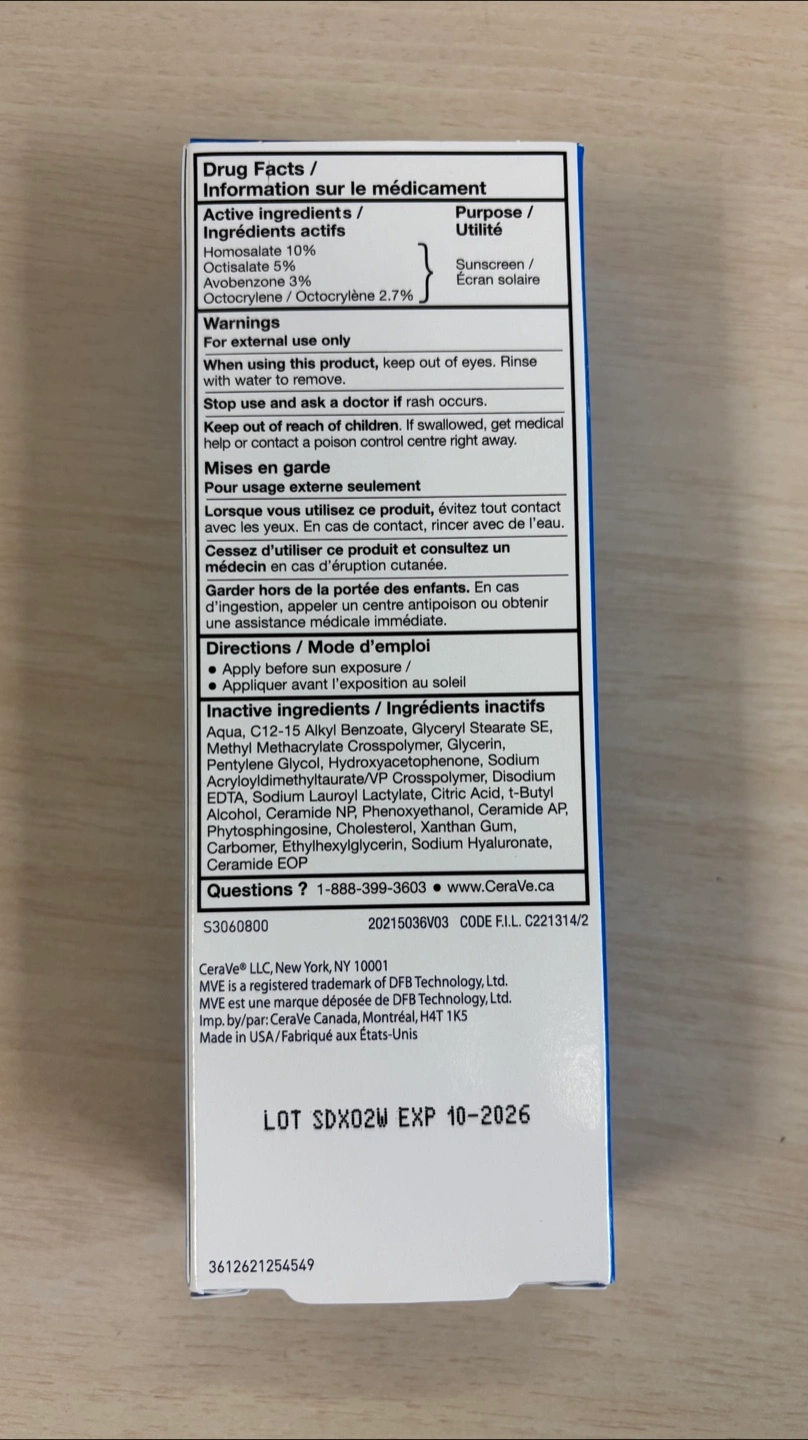 Drug Facts /
Information sur le médicament
Active ingredients / Purpose /
Ingrédients actifs Utilité
Homosalate 10%
Octisalate 5% Sunscreen /
Avobenzone 3% Écran solaire
Octocrylene / Octocrylène 2.7%
Warnings
For external use only
When using this product, keep out of eyes. Rinse
with water to remove.
Stop use and ask a doctor if rash occurs.
Keep out of reach of children. If swallowed, get medical
help or contact a poison control centre right away.
Mises en garde
Pour usage externe seulement
Lorsque vous utilisez ce produit, évitez tout contact
avec les yeux. En cas de contact, rincer avec de l'eau.
Cessez d'utiliser ce produit et consultez un
médecin en cas d'éruption cutanée.
Garder hors de la portée des enfants. En cas
d'ingestion, appeler un centre antipoison ou obtenir
une assistance médicale immédiate.
Directions / Mode d'emploi
• Apply before sun exposure /
• Appliquer avant l'exposition au soleil
Inactive ingredients / Ingrédients inactifs
Aqua, C12-15 Alkyl Benzoate, Glyceryl Stearate SE,
Methyl Methacrylate Crosspolymer, Glycerin,
Pentylene Glycol, Hydroxyacetophenone, Sodium
Acryloyldimethyltaurate/VP Crosspolymer, Disodium
EDTA, Sodium Lauroyl Lactylate, Citric Acid, t-Butyl
Alcohol, Ceramide NP, Phenoxyethanol, Ceramide AP,
Phytosphingosine, Cholesterol, Xanthan Gum,
Carbomer, Ethylhexylglycerin, Sodium Hyaluronate,
Ceramide EOP
Questions ? 1-888-399-3603 • www.CeraVe.ca
S3060800 20215036V03 CODE F.I.L. C221314/2
CeraVe® LLC, New York, NY 10001
MVE is a registered trademark of DFB Technology, Ltd.
MVE est une marque déposée de DFB Technology, Ltd.
Imp. by/par: CeraVe Canada, Montréal, H4T 1K5
Made in USA/Fabriqué aux États-Unis
LOT SDX02W EXP 10-2026
3612621254549